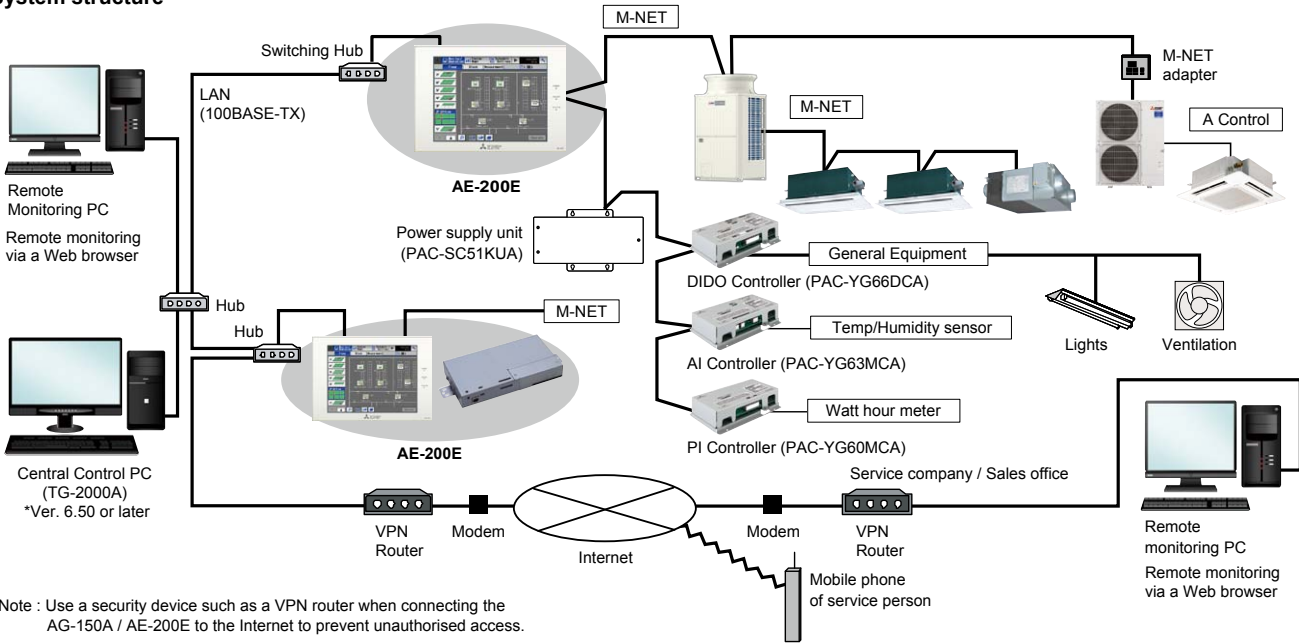 System structure
M-NET
Switching Hub
M-NET
adapter
LAN
(100BASE-TX)
M-NET
A Control
AE-200E
Remote
Monitoring PC
Remote monitoring
via a Web browser
Power supply unit
(PAC-SC51KUA)
General Equipment
DIDO Controller (PAC-YG66DCA)
Hub
Hub
M-NET
Temp/Humidity sensor
Lights
Ventilation
AI Controller (PAC-YG63MCA)
Watt hour meter
AE-200E
PI Controller (PAC-YG60MCA)
Central Control PC
(TG-2000A)
*Ver. 6.50 or later
Service company / Sales office
VPN
Router
Modem
Internet
Modem
VPN
Router
Remote
monitoring PC
Remote monitoring
via a Web browser
Mobile phone
of service person
Note : Use a security device such as a VPN router when connecting the
AG-150A / AE-200E to the Internet to prevent unauthorised access.